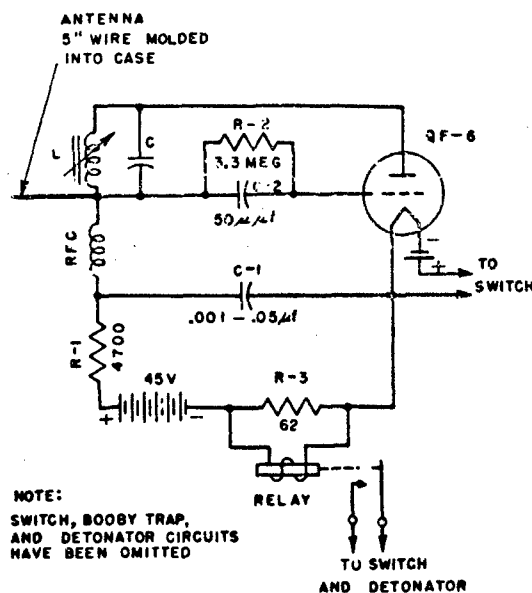 ANTENNA
5" WIRE MOLDED
INTO CASE
R-2
3.3 MEG
C-2
50µµf
QF-6
L
C
RFC
C-1
.001 - .05µf
TO
SWITCH
R-1
4700
45V
R-3
62
RELAY
NOTE:
SWITCH, BOOBY TRAP,
AND DETONATOR CIRCUITS
HAVE BEEN OMITTED
TO SWITCH
AND DETONATOR